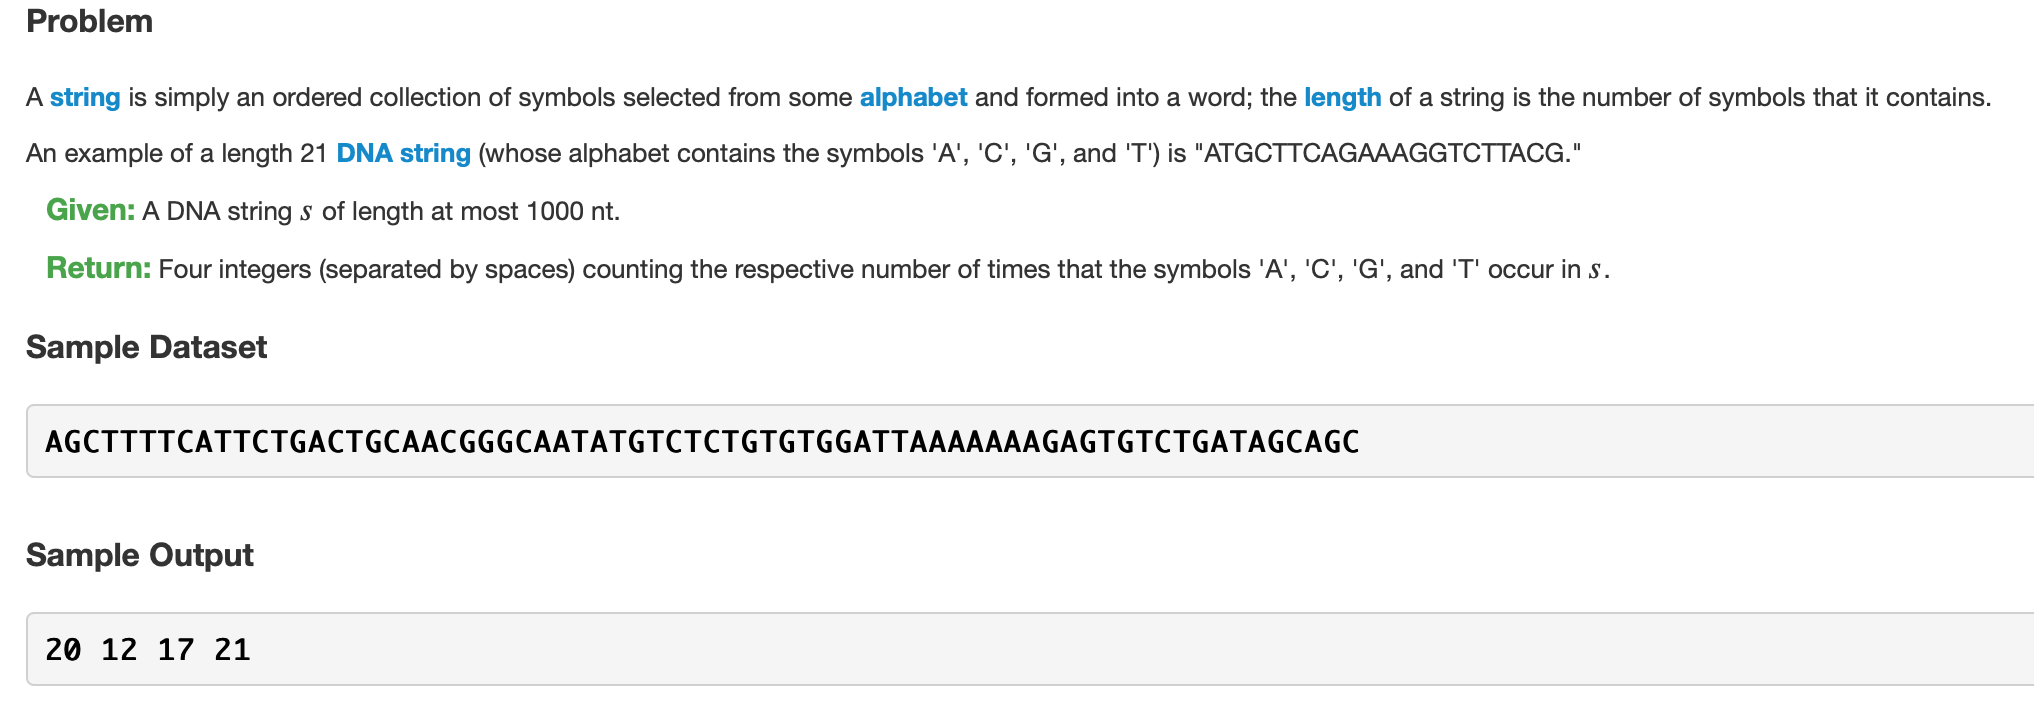 Problem
A string is simply an ordered collection of symbols selected from some alphabet and formed into a word; the length of a string is the number of symbols that it contains.
An example of a length 21 DNA string (whose alphabet contains the symbols 'A', 'C', 'G', and 'T') is "ATGCTTCAGAAAGGTCTTACG."
Given: A DNA string s of length at most 1000 nt.
Return: Four integers (separated by spaces) counting the respective number of times that the symbols 'A', 'C', 'G', and 'T' occur in s.
Sample Dataset
AGCTTTTCATTCTGACTGCAACGGGCAATATGTCTCTGTGTGGATTAAAAAAAGAGTGTCTGATAGCAGC
Sample Output
20 12 17 21